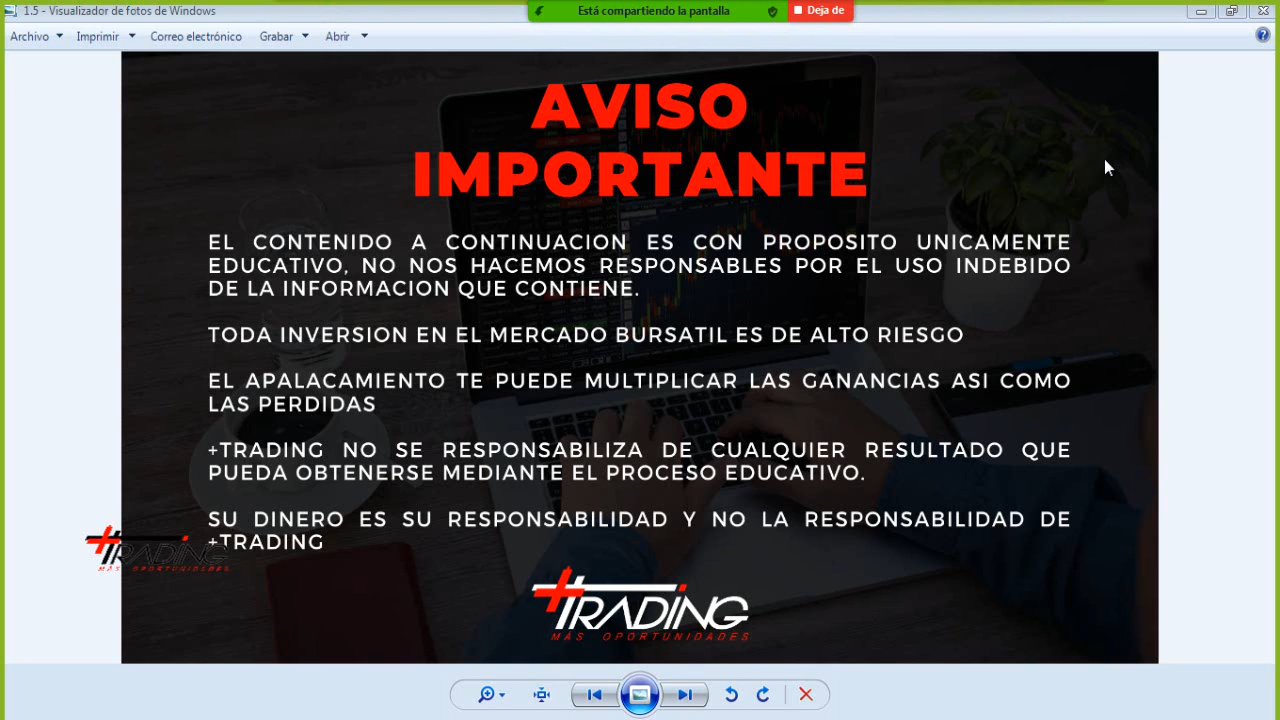 1.5 - Visualizador de fotos de Windows
Está compartiendo la pantalla
Deja de
Archivo Imprimir Correo electrónico Grabar Abrir
AVISO
IMPORTANTE
EL CONTENIDO A CONTINUACION ES CON PROPOSITO UNICAMENTE
EDUCATIVO, NO NOS HACEMOS RESPONSABLES POR EL USO INDEBIDO
DE LA INFORMACION QUE CONTIENE.
TODA INVERSION EN EL MERCADO BURSATIL ES DE ALTO RIESGO
EL APALACAMIENTO TE PUEDE MULTIPLICAR LAS GANANCIAS ASI COMO
LAS PERDIDAS
+TRADING NO SE RESPONSABILIZA DE CUALQUIER RESULTADO QUE
PUEDA OBTENERSE MEDIANTE EL PROCESO EDUCATIVO.
SU DINERO ES SU RESPONSABILIDAD Y NO LA RESPONSABILIDAD DE
+TRADING
+TRADING
MÁS OPORTUNIDADES
+TRADING
MÁS OPORTUNIDADES